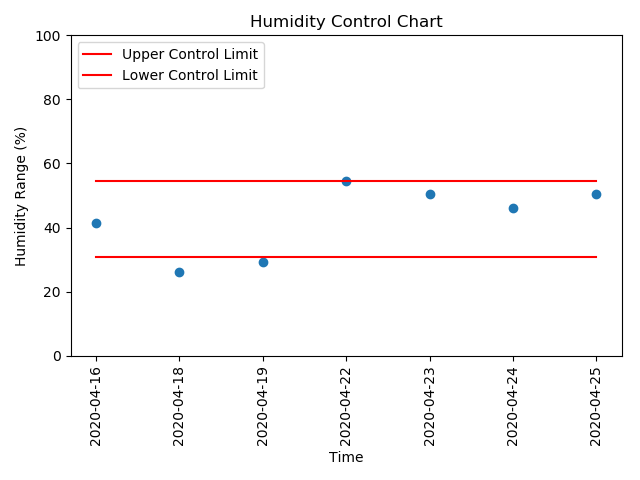 Humidity Control Chart
Upper Control Limit
Lower Control Limit
Humidity Range (%)
100
80
60
40
20
0
2020-04-16
2020-04-18
2020-04-19
2020-04-22
2020-04-23
2020-04-24
2020-04-25
Time